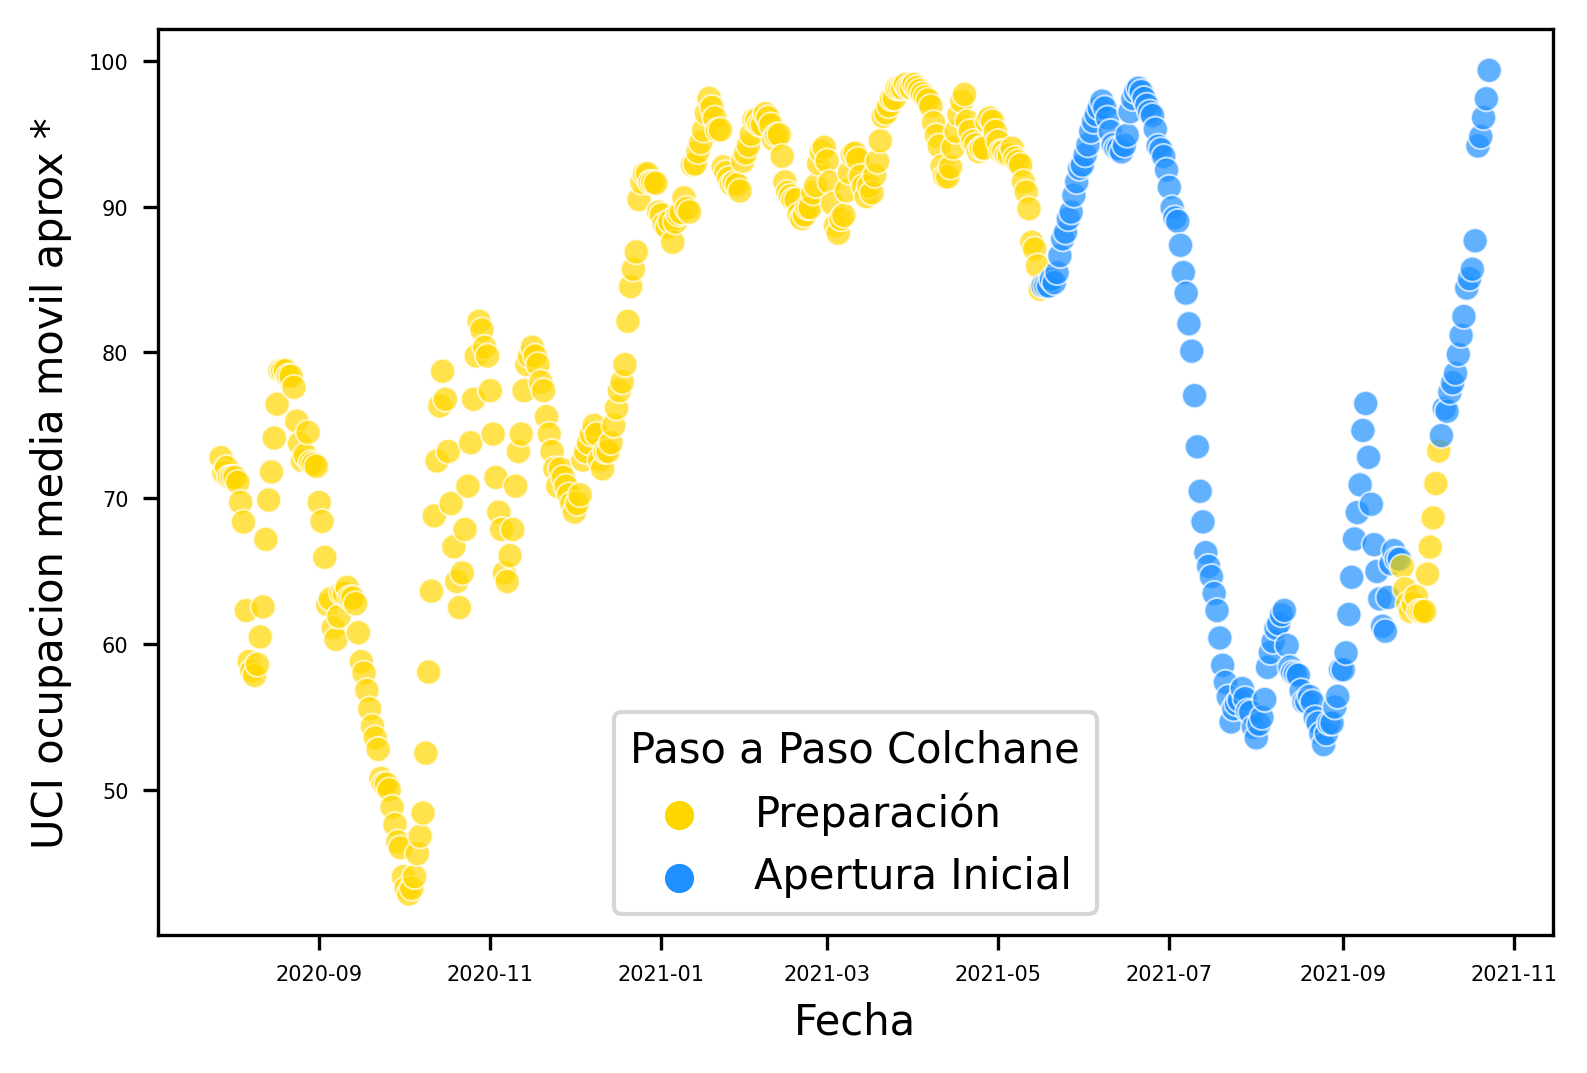 UCI ocupacion media movil aprox *
100
90
80
70
60
50
Paso a Paso Colchane
Preparación
Apertura Inicial
2020-09 2020-11 2021-01 2021-03 2021-05 2021-07 2021-09 2021-11
Fecha